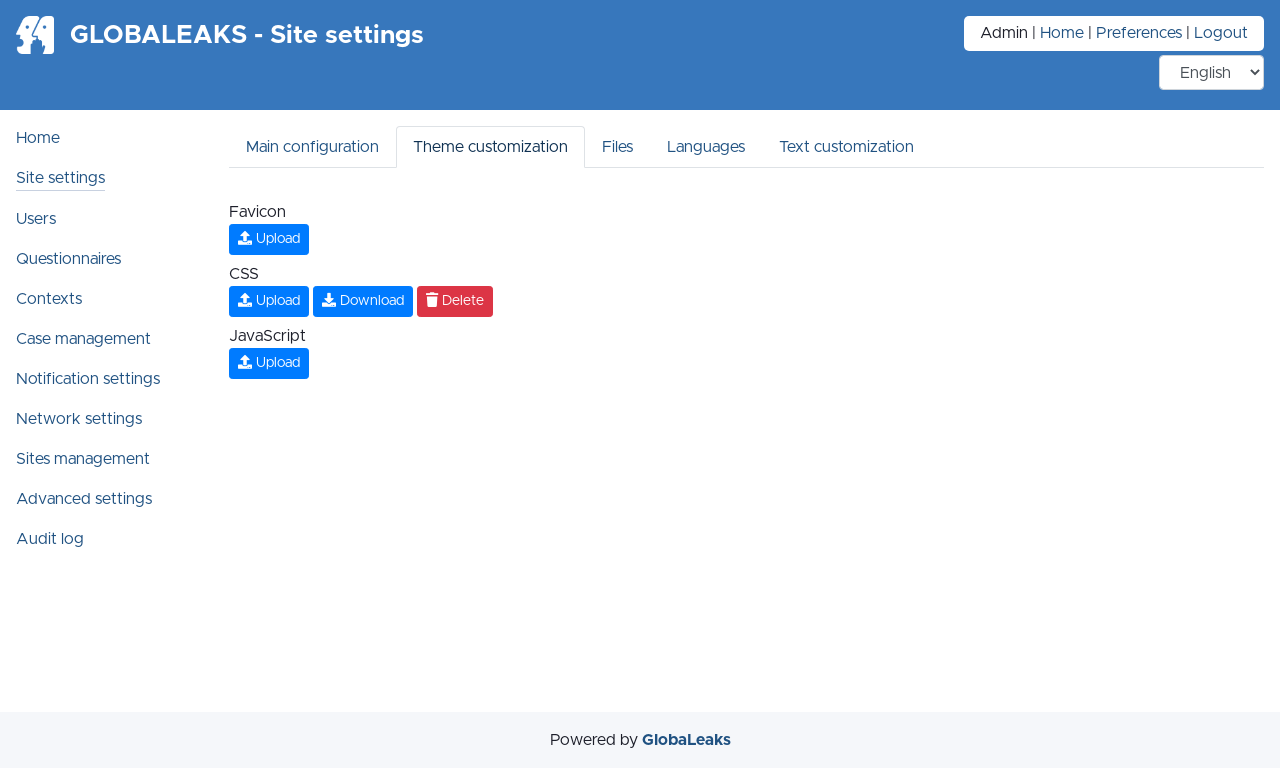 GLOBALEAKS - Site settings
Admin | Home | Preferences | Logout
English
Home
Site settings
Users
Questionnaires
Contexts
Case management
Notification settings
Network settings
Sites management
Advanced settings
Audit log
Main configuration Theme customization Files Languages Text customization
Favicon
Upload
CSS
Upload Download Delete
JavaScript
Upload
Powered by GlobaLeaks